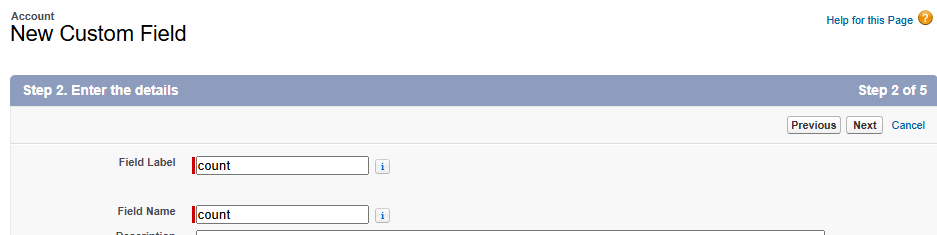 Account
New Custom Field
Help for this Page ?
Step 2. Enter the details
Step 2 of 5
Previous Next Cancel
Field Label count i
Field Name count i
Description